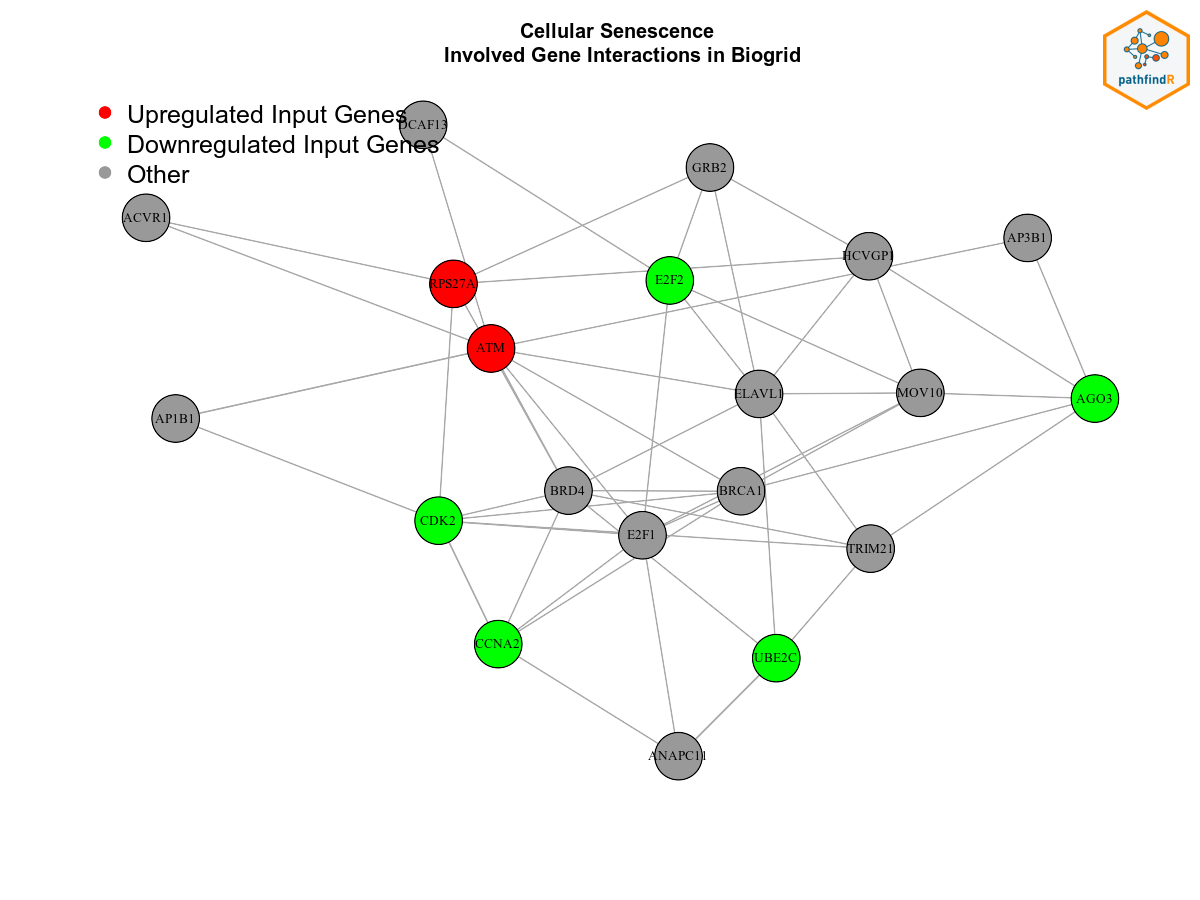 Cellular Senescence
Involved Gene Interactions in Biogrid
pathfindR
Upregulated Input Genes
Downregulated Input Genes
Other
DCAF13
GRB2
ACVR1
AP3B1
HCVGP1
RPS27A
E2F2
ATM
ELAVL1
MOV10
AGO3
AP1B1
BRD4
BRCA1
CDK2
E2F1
TRIM21
CCNA2
UBE2C
ANAPC11